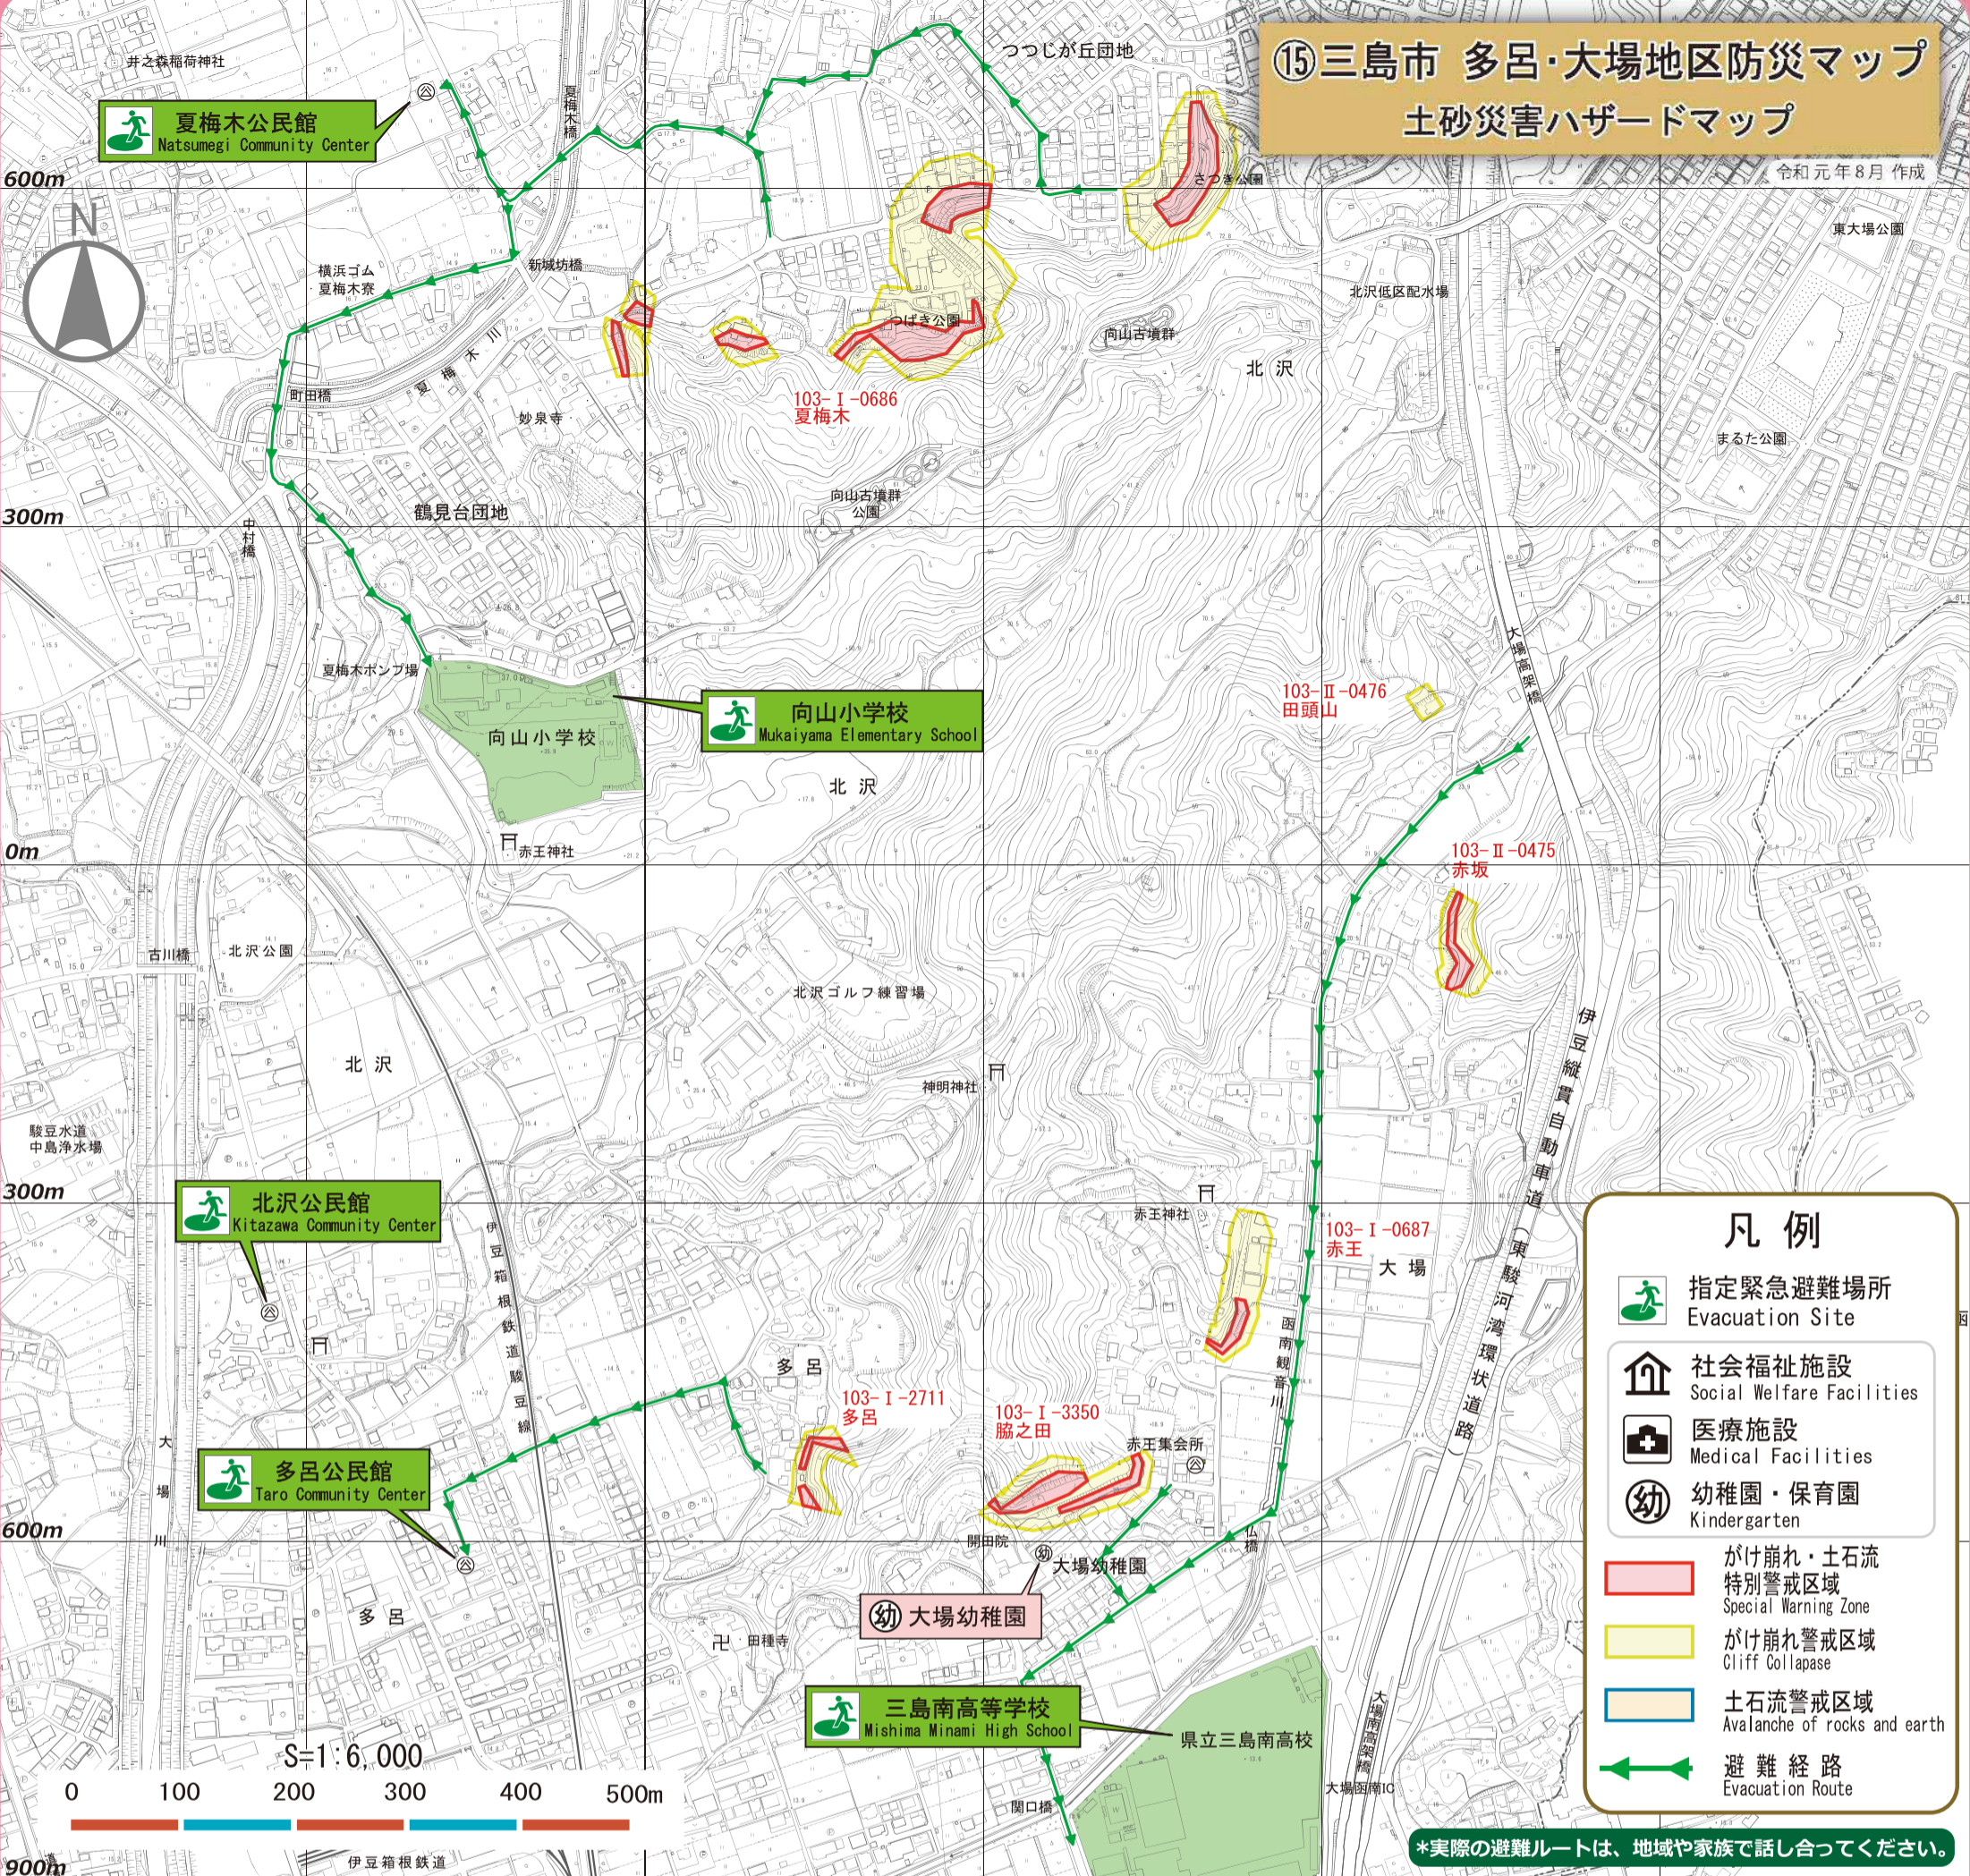 ⑮三島市 多呂・大場地区防災マップ
土砂災害ハザードマップ
令和元年8月作成
井之森稲荷神社
つつじが丘団地
夏梅木橋
夏梅木公民館
Natsumegi Community Center
600m
N
さつき公園
東大場公園
横浜ゴム
夏梅木寮
新城坊橋
北沢低区配水場
つばき公園
向山古墳群
夏梅木川
北沢
町田橋
103-Ⅰ-0686
夏梅木
妙泉寺
まるた公園
向山古墳群
公園
300m
鶴見台団地
中村橋
大場高架橋
夏梅木ポンプ場
向山小学校
Mukaiyama Elementary School
103-Ⅱ-0476
田頭山
向山小学校
北沢
0m
赤王神社
103-Ⅱ-0475
赤坂
古川橋
北沢公園
北沢ゴルフ練習場
北沢
神明神社
伊豆縦貫自動車道(東駿河湾環状道路)
駿豆水道
中島浄水場
300m
北沢公民館
Kitazawa Community Center
赤王神社
103-Ⅰ-0687
赤王
大場
伊豆箱根鉄道駿豆線
函南観音川
多呂
103-Ⅰ-2711
多呂
103-Ⅰ-3350
脇之田
赤王集会所
大場川
多呂公民館
Taro Community Center
600m
開田院
仏橋
幼
大場幼稚園
幼 大場幼稚園
多呂
田種寺
三島南高等学校
Mishima Minami High School
県立三島南高校
大場南高架橋
大場函南IC
関口橋
S=1:6,000
0 100 200 300 400 500m
900m
伊豆箱根鉄道
凡例
指定緊急避難場所
Evacuation Site
社会福祉施設
Social Welfare Facilities
医療施設
Medical Facilities
幼 幼稚園・保育園
Kindergarten
がけ崩れ・土石流
特別警戒区域
Special Warning Zone
がけ崩れ警戒区域
Cliff Collapase
土石流警戒区域
Avalanche of rocks and earth
避難経路
Evacuation Route
*実際の避難ルートは、地域や家族で話し合ってください。